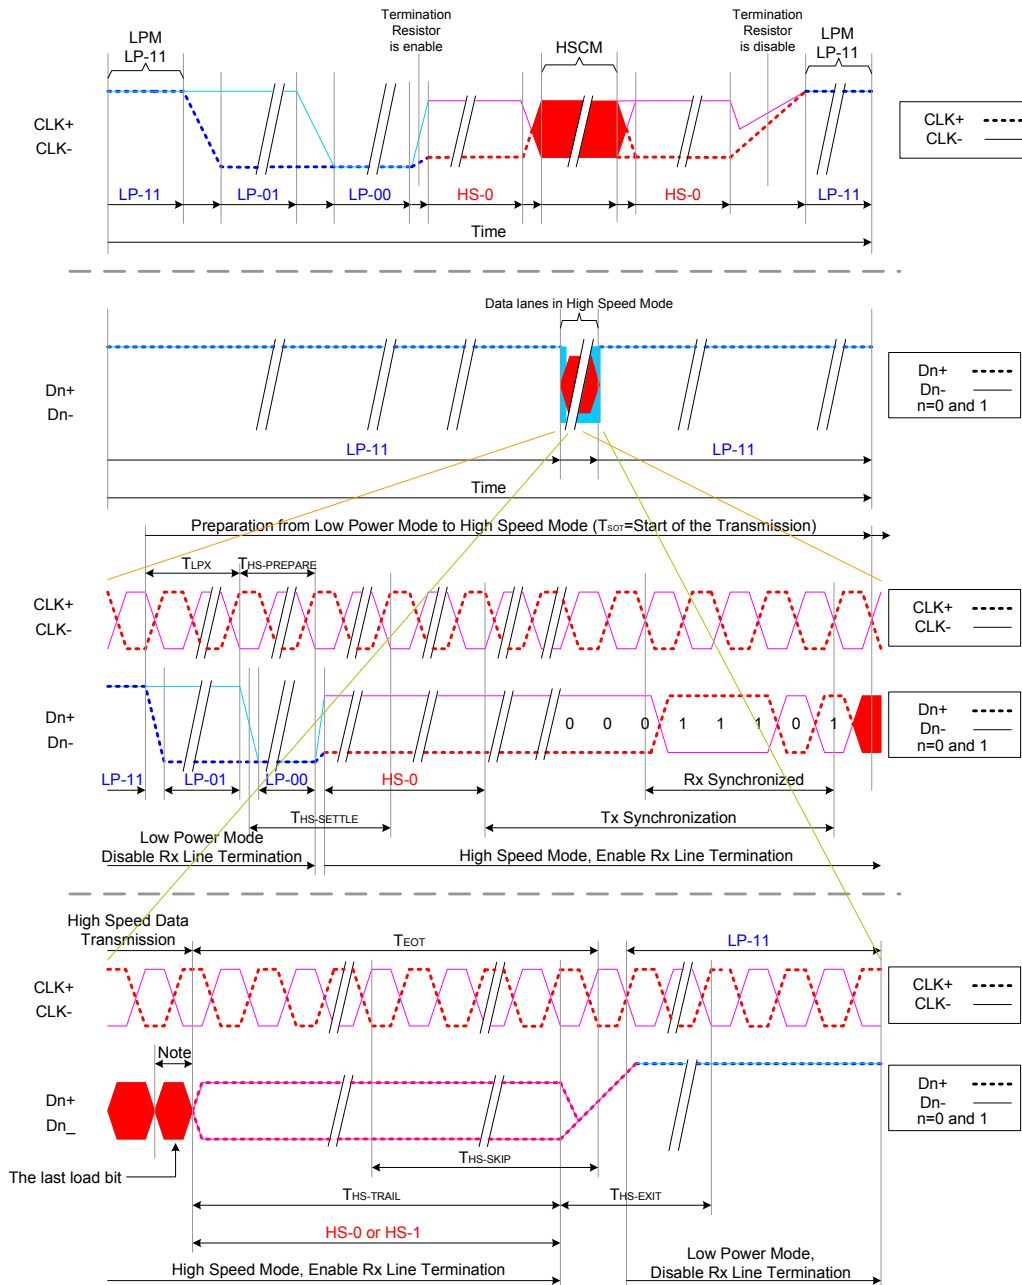 Termination
Resistor
is enable
Termination
Resistor
is disable
LPM
LP-11
HSCM
LPM
LP-11
CLK+
CLK-
CLK+
CLK-
LP-11
LP-01
LP-00
HS-0
HS-0
LP-11
Time
Data lanes in High Speed Mode
Dn+
Dn-
Dn+
Dn-
n=0 and 1
LP-11
LP-11
Time
Preparation from Low Power Mode to High Speed Mode (TSOT=Start of the Transmission)
TLPX
THS-PREPARE
CLK+
CLK-
CLK+
CLK-
Dn+
Dn-
0 0 0 1 1 1 0 1
Dn+
Dn-
n=0 and 1
LP-11
LP-01
LP-00
HS-0
Rx Synchronized
THS-SETTLE
Tx Synchronization
Low Power Mode
Disable Rx Line Termination
High Speed Mode, Enable Rx Line Termination
High Speed Data
Transmission
TEOT
LP-11
CLK+
CLK-
CLK+
CLK-
Note
Dn+
Dn_
Dn+
Dn-
n=0 and 1
The last load bit
THS-SKIP
THS-TRAIL
THS-EXIT
HS-0 or HS-1
High Speed Mode, Enable Rx Line Termination
Low Power Mode,
Disable Rx Line Termination